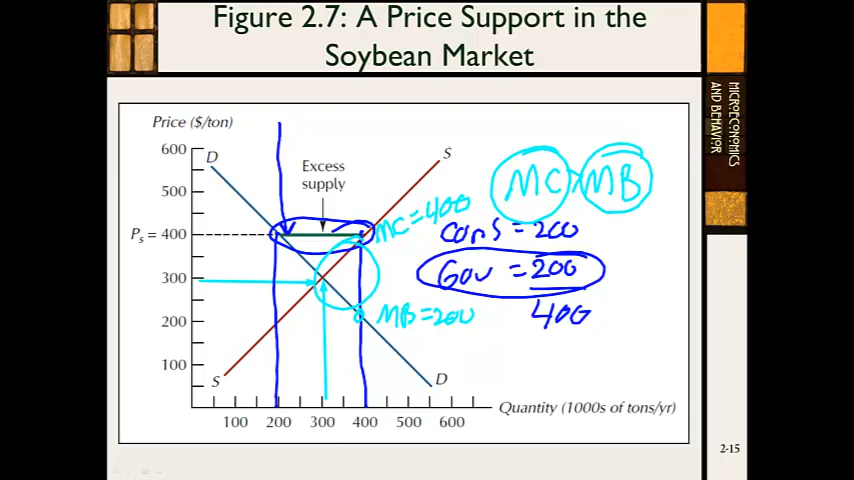 Figure 2.7: A Price Support in the
Soybean Market
MICROECONOMICS
AND BEHAVIOR
Price ($/ton)
600
500
Ps = 400
300
200
100
D
S
Excess
supply
MC=400
MB=200
S
D
MC > MB
Cons = 200
Gov = 200
400
100 200 300 400 500 600
Quantity (1000s of tons/yr)
2-15